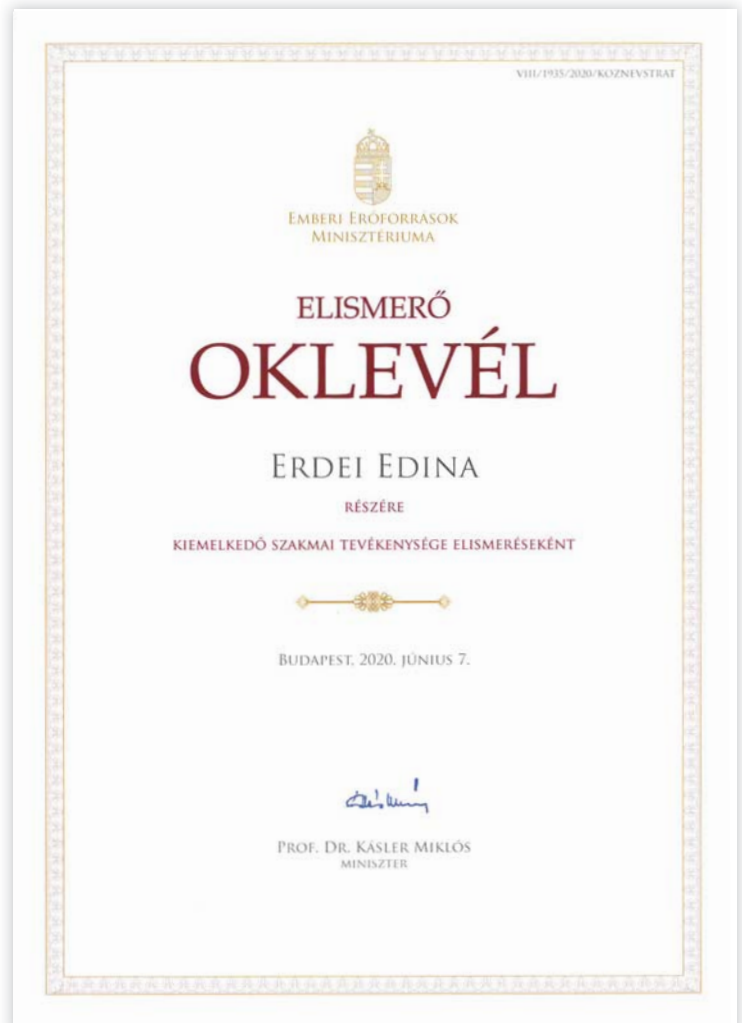 VIII/1935/2020/KOZNEVSTRAT
EMBERI ERŐFORRÁSOK
MINISZTÉRIUMA
ELISMERŐ
OKLEVÉL
ERDEI EDINA
RÉSZÉRE
KIEMELKEDŐ SZAKMAI TEVÉKENYSÉGE ELISMERÉSEKÉNT
BUDAPEST, 2020. JÚNIUS 7.
PROF. DR. KÁSLER MIKLÓS
MINISZTER